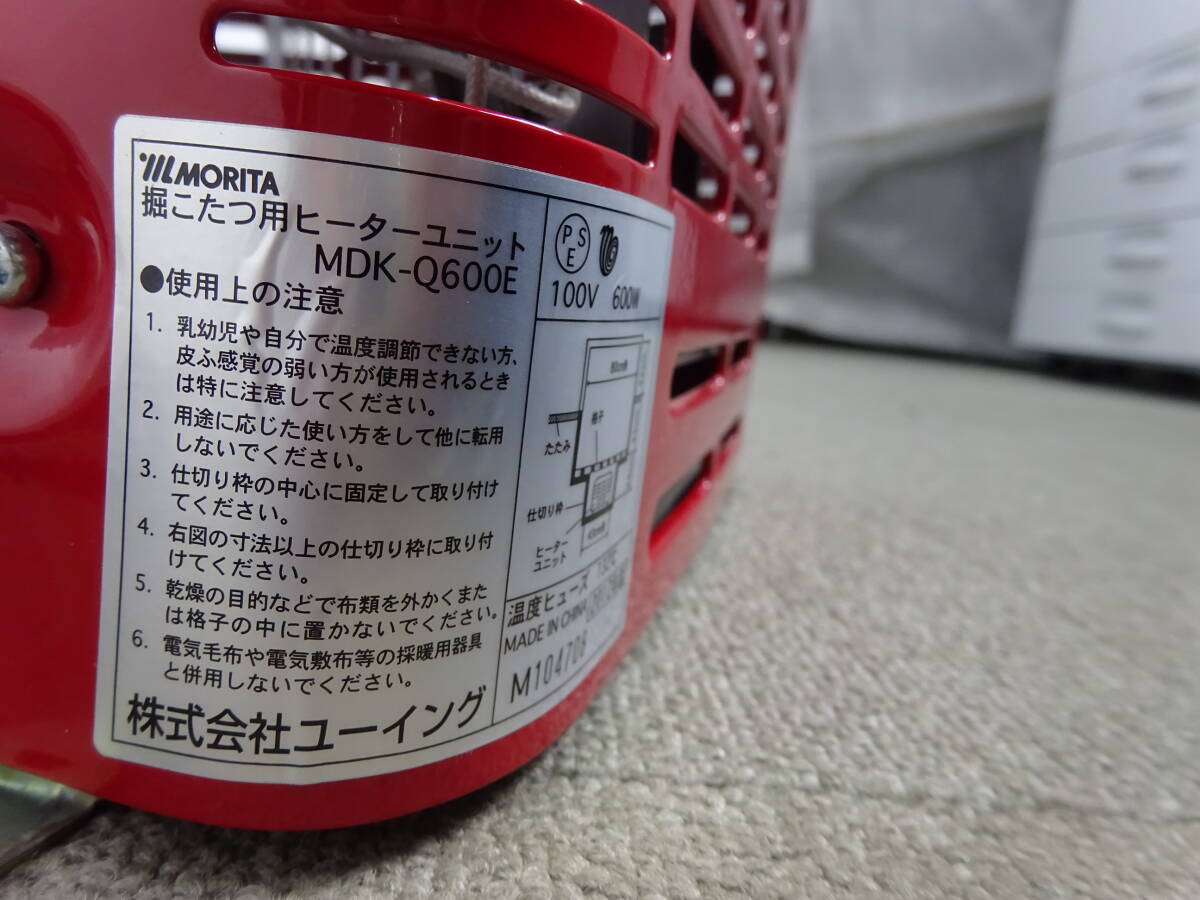 MORITA
掘こたつ用ヒーターユニット
MDK-Q600E
●使用上の注意
1. 乳幼児や自分で温度調節できない方、
皮ふ感覚の弱い方が使用されるとき
は特に注意してください。
2. 用途に応じた使い方をして他に転用
しないでください。
3. 仕切り枠の中心に固定して取り付け
てください。
4. 右図の寸法以上の仕切り枠に取り付
けてください。
5. 乾燥の目的などで布類を外かくまた
は格子の中に置かないでください。
6. 電気毛布や電気敷布等の採暖用器具
と併用しないでください。
株式会社ユーイング
PSE
100V 600W
格子
たたみ
仕切り枠
ヒーター
ユニット
温度ヒューズ
MADE IN CHINA
M104706